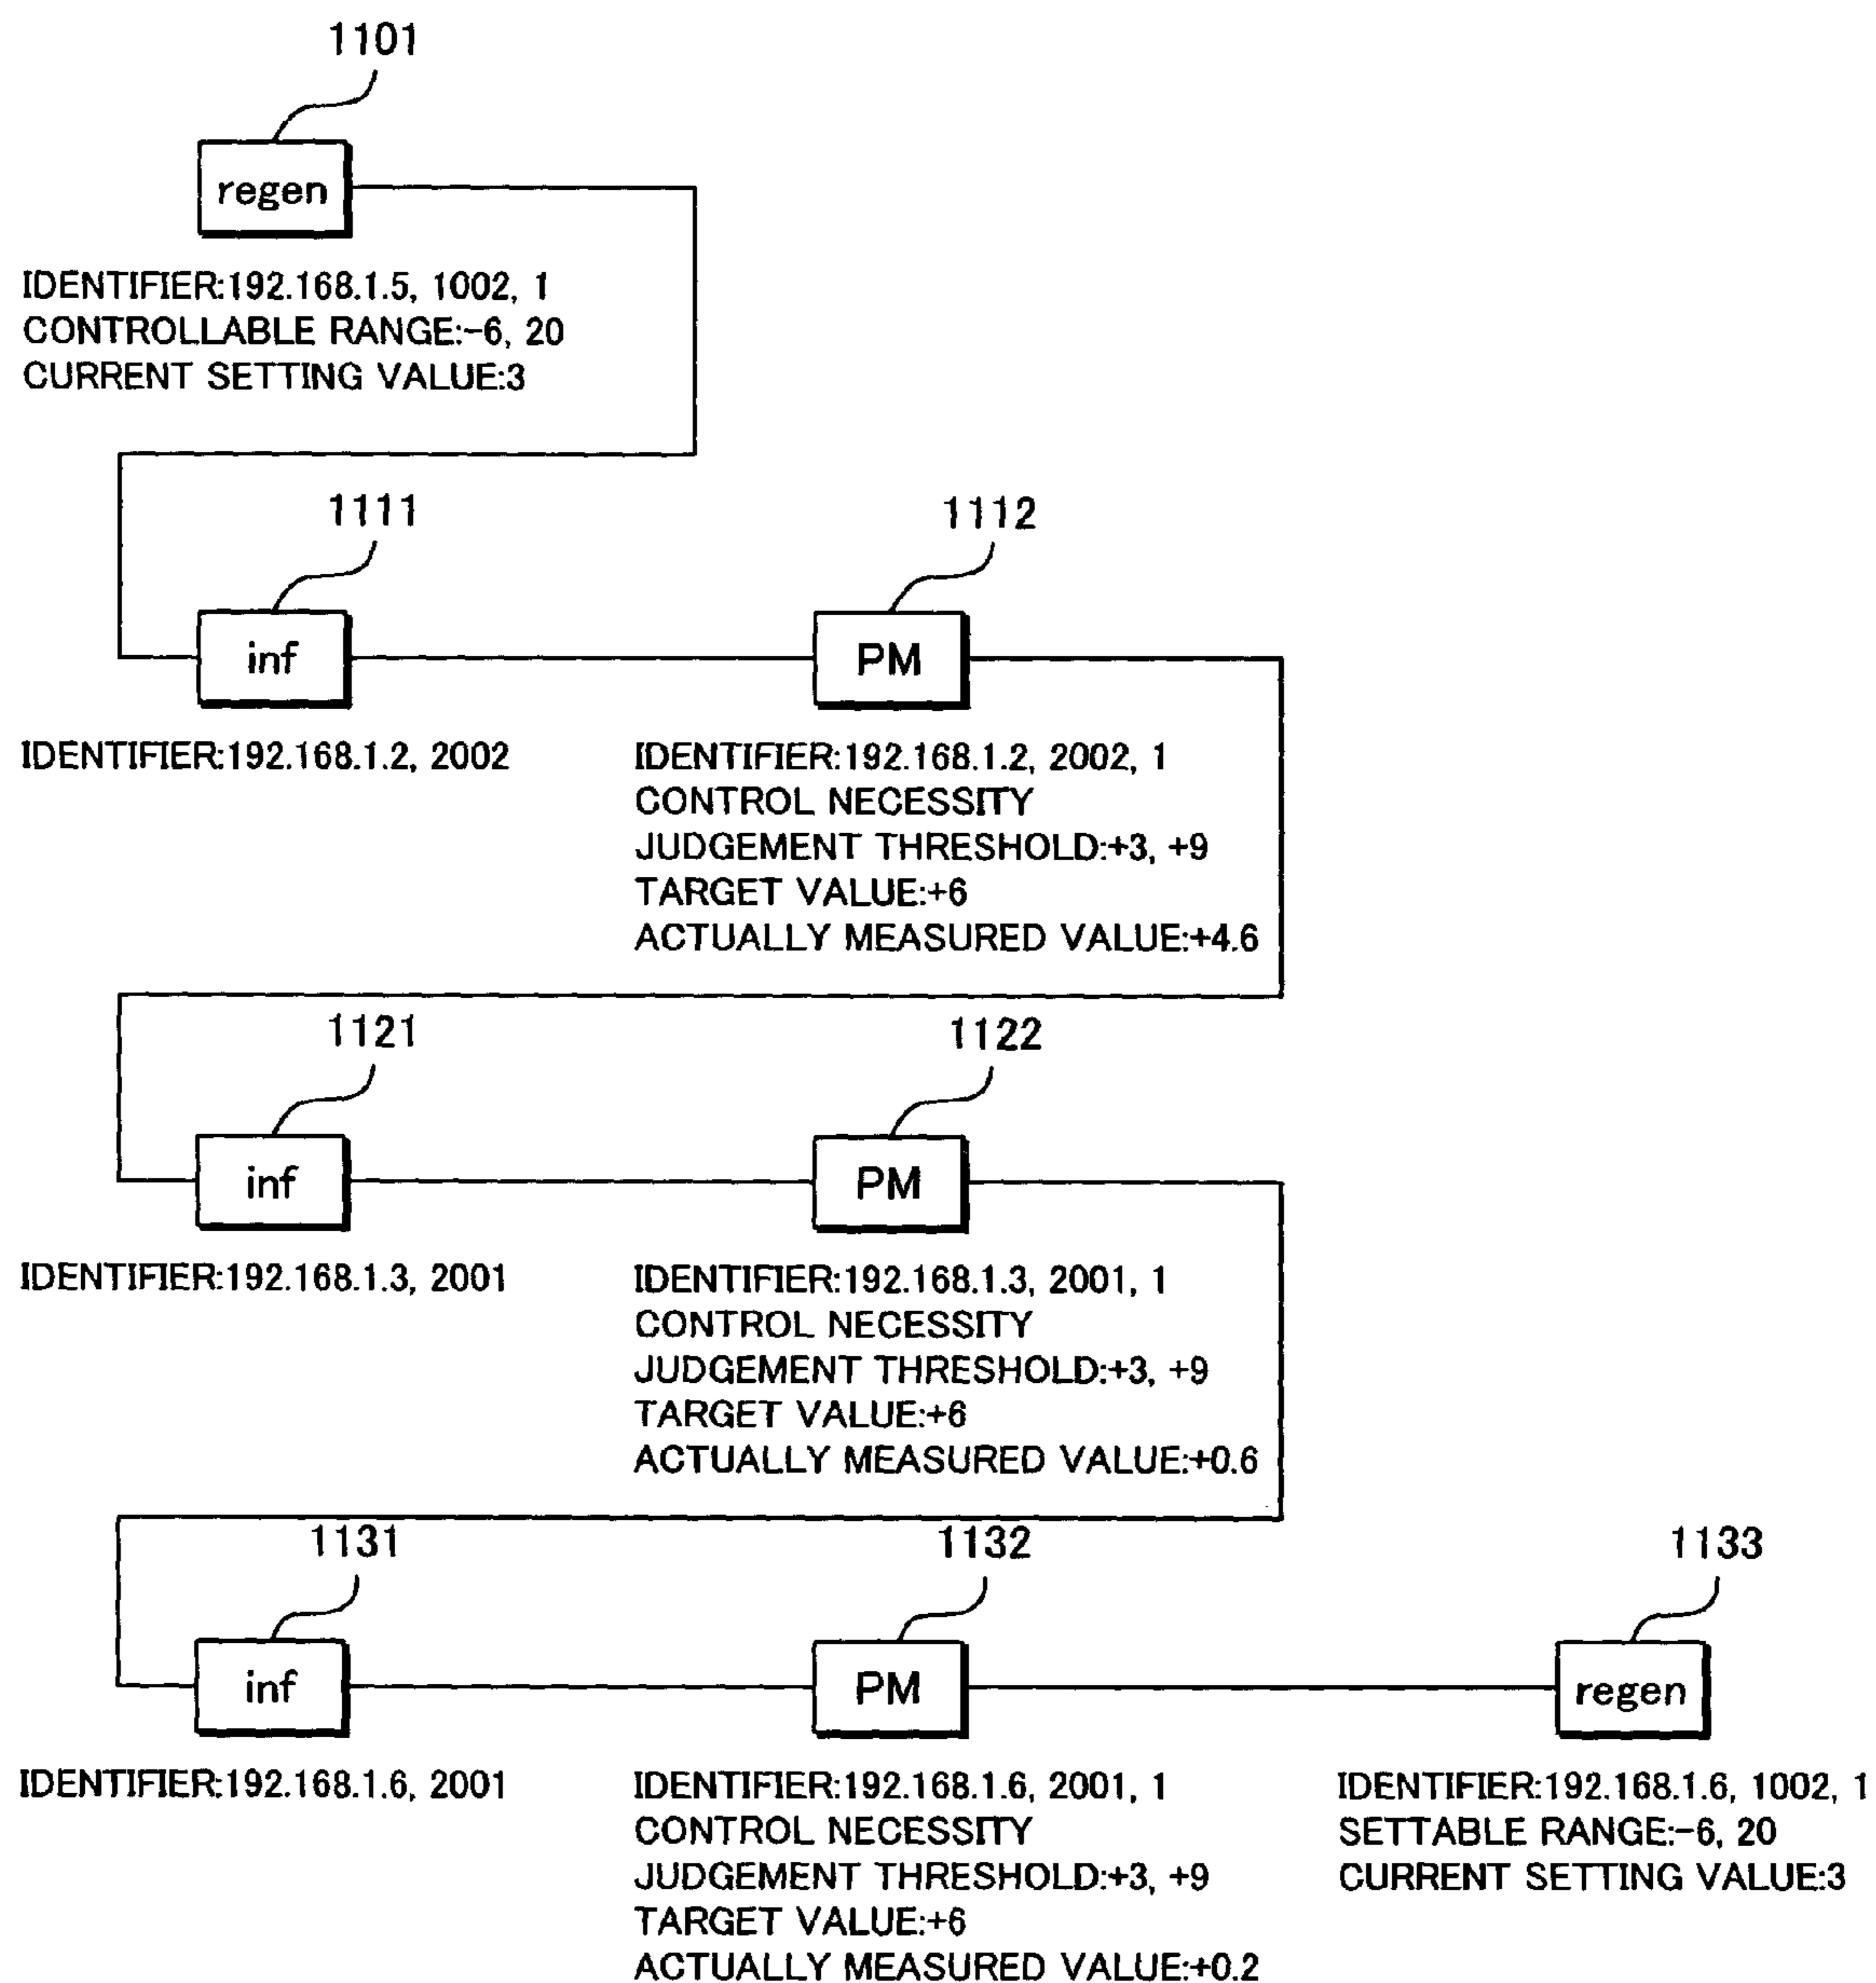 1101
regen
IDENTIFIER:192.168.1.5, 1002, 1
CONTROLLABLE RANGE:-6, 20
CURRENT SETTING VALUE:3
1111
inf
IDENTIFIER:192.168.1.2, 2002
1112
PM
IDENTIFIER:192.168.1.2, 2002, 1
CONTROL NECESSITY
JUDGEMENT THRESHOLD:+3, +9
TARGET VALUE:+6
ACTUALLY MEASURED VALUE:+4.6
1121
inf
IDENTIFIER:192.168.1.3, 2001
1122
PM
IDENTIFIER:192.168.1.3, 2001, 1
CONTROL NECESSITY
JUDGEMENT THRESHOLD:+3, +9
TARGET VALUE:+6
ACTUALLY MEASURED VALUE:+0.6
1131
inf
IDENTIFIER:192.168.1.6, 2001
1132
PM
IDENTIFIER:192.168.1.6, 2001, 1
CONTROL NECESSITY
JUDGEMENT THRESHOLD:+3, +9
TARGET VALUE:+6
ACTUALLY MEASURED VALUE:+0.2
1133
regen
IDENTIFIER:192.168.1.6, 1002, 1
SETTABLE RANGE:-6, 20
CURRENT SETTING VALUE:3